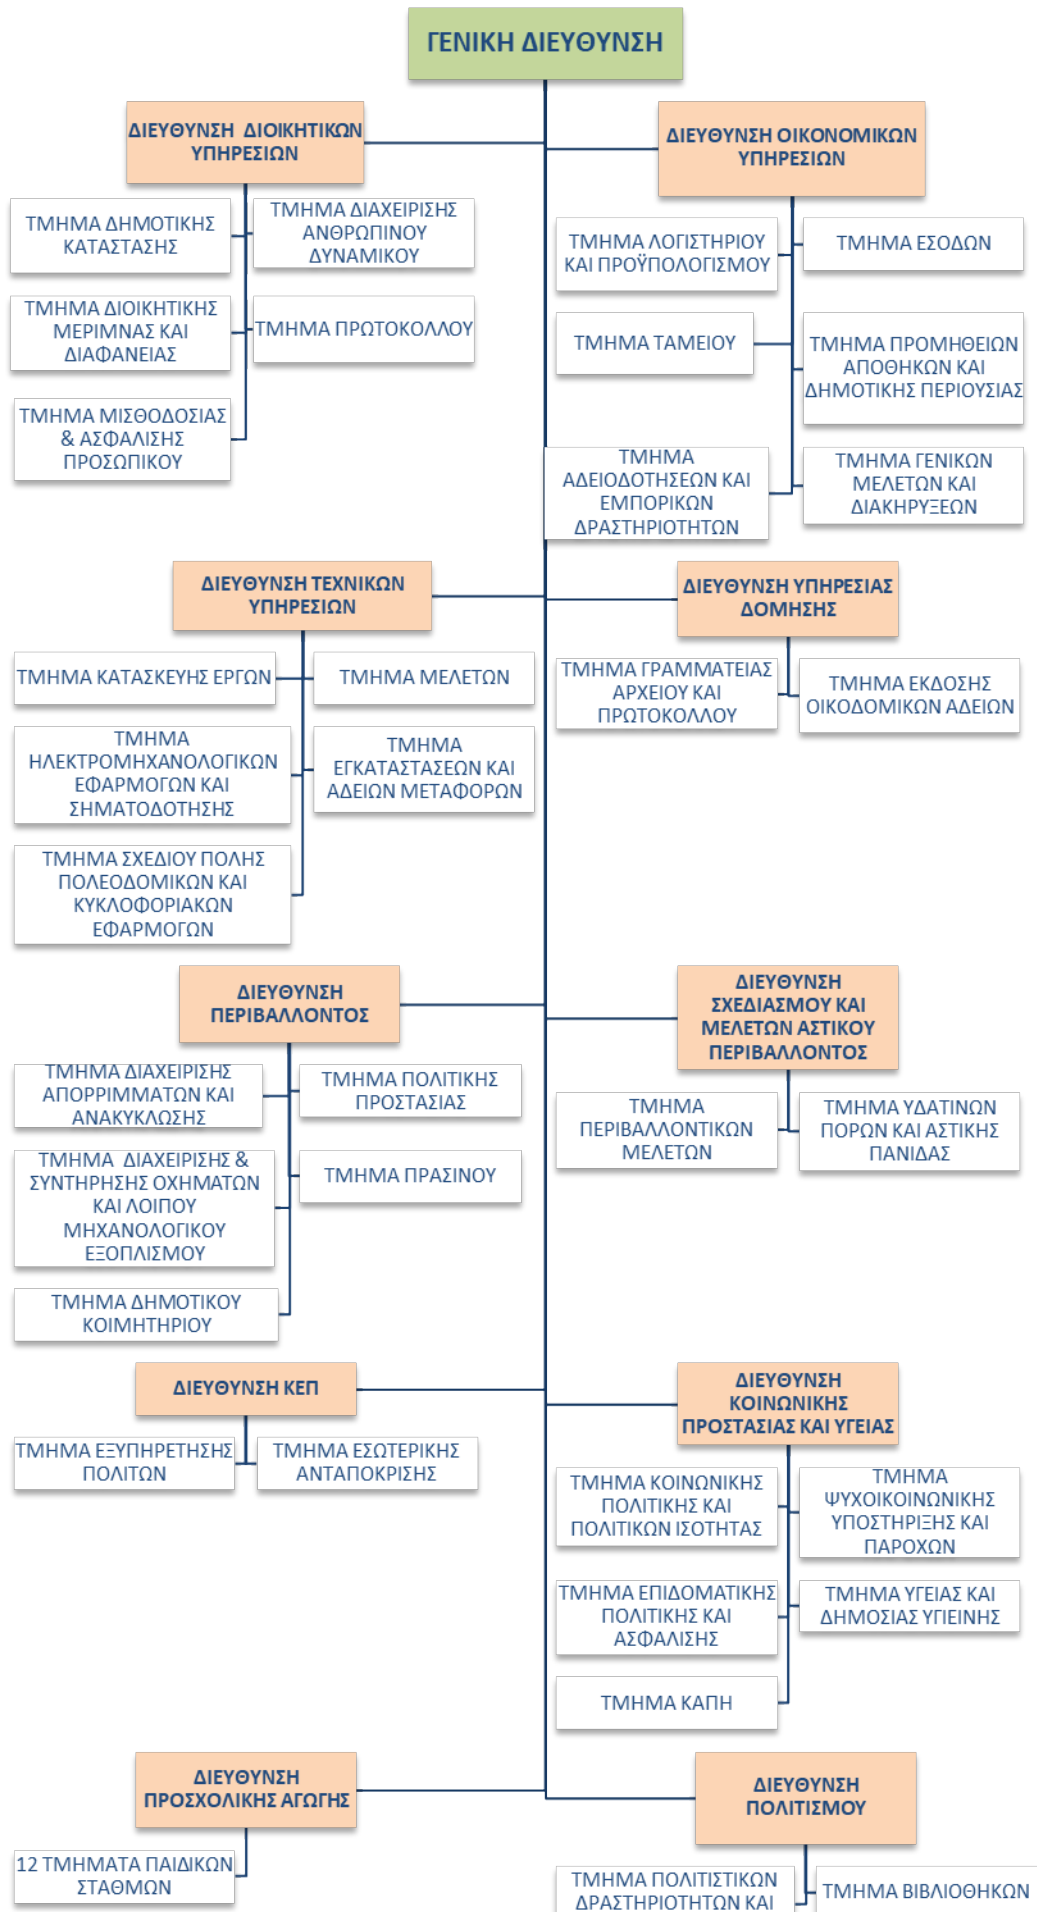 ΓΕΝΙΚΗ ΔΙΕΥΘΥΝΣΗ
ΔΙΕΥΘΥΝΣΗ ΔΙΟΙΚΗΤΙΚΩΝ
ΥΠΗΡΕΣΙΩΝ
ΤΜΗΜΑ ΔΗΜΟΤΙΚΗΣ
ΚΑΤΑΣΤΑΣΗΣ
ΤΜΗΜΑ ΔΙΑΧΕΙΡΙΣΗΣ
ΑΝΘΡΩΠΙΝΟΥ
ΔΥΝΑΜΙΚΟΥ
ΤΜΗΜΑ ΔΙΟΙΚΗΤΙΚΗΣ
ΜΕΡΙΜΝΑΣ ΚΑΙ
ΔΙΑΦΑΝΕΙΑΣ
ΤΜΗΜΑ ΠΡΩΤΟΚΟΛΛΟΥ
ΤΜΗΜΑ ΜΙΣΘΟΔΟΣΙΑΣ
& ΑΣΦΑΛΙΣΗΣ
ΠΡΟΣΩΠΙΚΟΥ
ΔΙΕΥΘΥΝΣΗ ΟΙΚΟΝΟΜΙΚΩΝ
ΥΠΗΡΕΣΙΩΝ
ΤΜΗΜΑ ΛΟΓΙΣΤΗΡΙΟΥ
ΚΑΙ ΠΡΟΫΠΟΛΟΓΙΣΜΟΥ
ΤΜΗΜΑ ΕΣΟΔΩΝ
ΤΜΗΜΑ ΤΑΜΕΙΟΥ
ΤΜΗΜΑ ΠΡΟΜΗΘΕΙΩΝ
ΑΠΟΘΗΚΩΝ ΚΑΙ
ΔΗΜΟΤΙΚΗΣ ΠΕΡΙΟΥΣΙΑΣ
ΤΜΗΜΑ
ΑΔΕΙΟΔΟΤΗΣΕΩΝ ΚΑΙ
ΕΜΠΟΡΙΚΩΝ
ΔΡΑΣΤΗΡΙΟΤΗΤΩΝ
ΤΜΗΜΑ ΓΕΝΙΚΩΝ
ΜΕΛΕΤΩΝ ΚΑΙ
ΔΙΑΚΗΡΥΞΕΩΝ
ΔΙΕΥΘΥΝΣΗ ΤΕΧΝΙΚΩΝ
ΥΠΗΡΕΣΙΩΝ
ΤΜΗΜΑ ΚΑΤΑΣΚΕΥΗΣ ΕΡΓΩΝ
ΤΜΗΜΑ ΜΕΛΕΤΩΝ
ΤΜΗΜΑ
ΗΛΕΚΤΡΟΜΗΧΑΝΟΛΟΓΙΚΩΝ
ΕΦΑΡΜΟΓΩΝ ΚΑΙ
ΣΗΜΑΤΟΔΟΤΗΣΗΣ
ΤΜΗΜΑ
ΕΓΚΑΤΑΣΤΑΣΕΩΝ ΚΑΙ
ΑΔΕΙΩΝ ΜΕΤΑΦΟΡΩΝ
ΤΜΗΜΑ ΣΧΕΔΙΟΥ ΠΟΛΗΣ
ΠΟΛΕΟΔΟΜΙΚΩΝ ΚΑΙ
ΚΥΚΛΟΦΟΡΙΑΚΩΝ
ΕΦΑΡΜΟΓΩΝ
ΔΙΕΥΘΥΝΣΗ ΥΠΗΡΕΣΙΑΣ
ΔΟΜΗΣΗΣ
ΤΜΗΜΑ ΓΡΑΜΜΑΤΕΙΑΣ
ΑΡΧΕΙΟΥ ΚΑΙ
ΠΡΩΤΟΚΟΛΛΟΥ
ΤΜΗΜΑ ΕΚΔΟΣΗΣ
ΟΙΚΟΔΟΜΙΚΩΝ ΑΔΕΙΩΝ
ΔΙΕΥΘΥΝΣΗ
ΠΕΡΙΒΑΛΛΟΝΤΟΣ
ΤΜΗΜΑ ΔΙΑΧΕΙΡΙΣΗΣ
ΑΠΟΡΡΙΜΜΑΤΩΝ ΚΑΙ
ΑΝΑΚΥΚΛΩΣΗΣ
ΤΜΗΜΑ ΠΟΛΙΤΙΚΗΣ
ΠΡΟΣΤΑΣΙΑΣ
ΤΜΗΜΑ ΔΙΑΧΕΙΡΙΣΗΣ &
ΣΥΝΤΗΡΗΣΗΣ ΟΧΗΜΑΤΩΝ
ΚΑΙ ΛΟΙΠΟΥ
ΜΗΧΑΝΟΛΟΓΙΚΟΥ
ΕΞΟΠΛΙΣΜΟΥ
ΤΜΗΜΑ ΠΡΑΣΙΝΟΥ
ΤΜΗΜΑ ΔΗΜΟΤΙΚΟΥ
ΚΟΙΜΗΤΗΡΙΟΥ
ΔΙΕΥΘΥΝΣΗ
ΣΧΕΔΙΑΣΜΟΥ ΚΑΙ
ΜΕΛΕΤΩΝ ΑΣΤΙΚΟΥ
ΠΕΡΙΒΑΛΛΟΝΤΟΣ
ΤΜΗΜΑ
ΠΕΡΙΒΑΛΛΟΝΤΙΚΩΝ
ΜΕΛΕΤΩΝ
ΤΜΗΜΑ ΥΔΑΤΙΝΩΝ
ΠΟΡΩΝ ΚΑΙ ΑΣΤΙΚΗΣ
ΠΑΝΙΔΑΣ
ΔΙΕΥΘΥΝΣΗ ΚΕΠ
ΤΜΗΜΑ ΕΞΥΠΗΡΕΤΗΣΗΣ
ΠΟΛΙΤΩΝ
ΤΜΗΜΑ ΕΣΩΤΕΡΙΚΗΣ
ΑΝΤΑΠΟΚΡΙΣΗΣ
ΔΙΕΥΘΥΝΣΗ
ΚΟΙΝΩΝΙΚΗΣ
ΠΡΟΣΤΑΣΙΑΣ ΚΑΙ ΥΓΕΙΑΣ
ΤΜΗΜΑ ΚΟΙΝΩΝΙΚΗΣ
ΠΟΛΙΤΙΚΗΣ ΚΑΙ
ΠΟΛΙΤΙΚΩΝ ΙΣΟΤΗΤΑΣ
ΤΜΗΜΑ
ΨΥΧΟΙΚΟΙΝΩΝΙΚΗΣ
ΥΠΟΣΤΗΡΙΞΗΣ ΚΑΙ
ΠΑΡΟΧΩΝ
ΤΜΗΜΑ ΕΠΙΔΟΜΑΤΙΚΗΣ
ΠΟΛΙΤΙΚΗΣ ΚΑΙ
ΑΣΦΑΛΙΣΗΣ
ΤΜΗΜΑ ΥΓΕΙΑΣ ΚΑΙ
ΔΗΜΟΣΙΑΣ ΥΓΙΕΙΝΗΣ
ΤΜΗΜΑ ΚΑΠΗ
ΔΙΕΥΘΥΝΣΗ
ΠΡΟΣΧΟΛΙΚΗΣ ΑΓΩΓΗΣ
12 ΤΜΗΜΑΤΑ ΠΑΙΔΙΚΩΝ
ΣΤΑΘΜΩΝ
ΔΙΕΥΘΥΝΣΗ
ΠΟΛΙΤΙΣΜΟΥ
ΤΜΗΜΑ ΠΟΛΙΤΙΣΤΙΚΩΝ
ΔΡΑΣΤΗΡΙΟΤΗΤΩΝ ΚΑΙ
ΤΜΗΜΑ ΒΙΒΛΙΟΘΗΚΩΝ